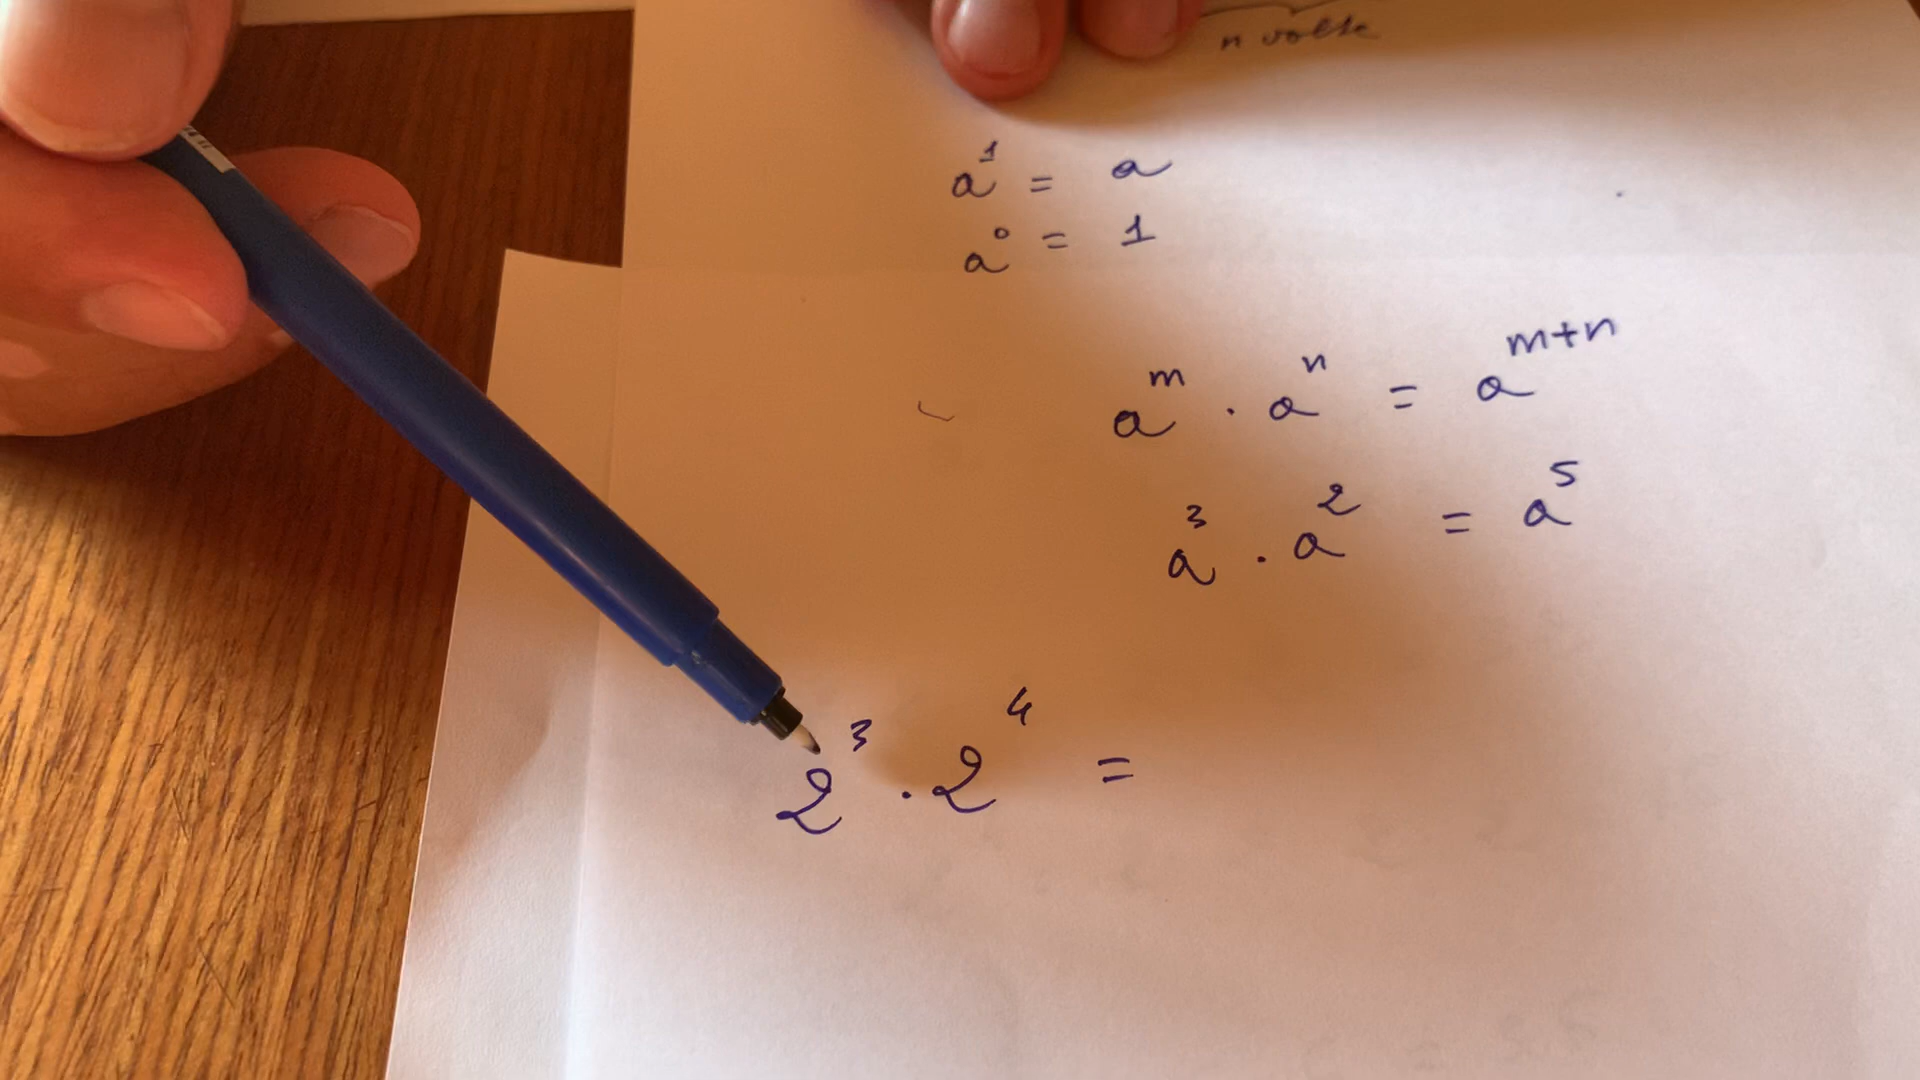 n volte
a¹ = a
a⁰ = 1
aᵐ · aⁿ = aᵐ⁺ⁿ
a³ · a² = a⁵
2³ · 2⁴ =